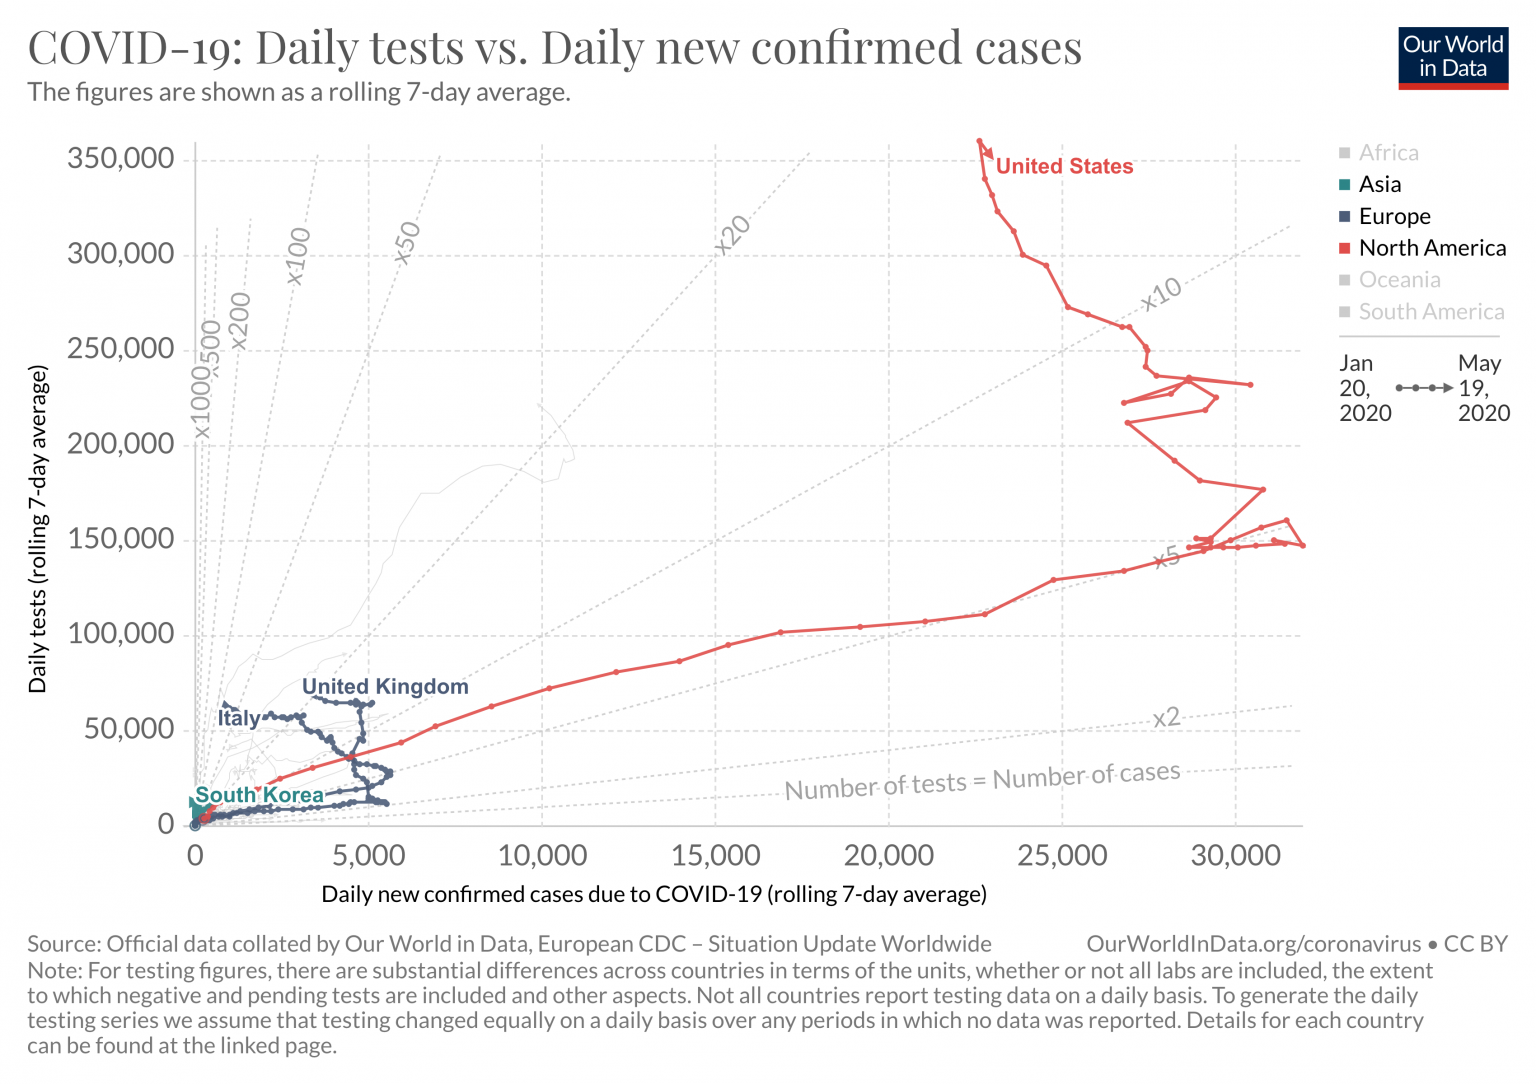 COVID-19: Daily tests vs. Daily new confirmed cases
The figures are shown as a rolling 7-day average.
Our World
in Data
350,000
300,000
250,000
200,000
150,000
100,000
50,000
0
Daily tests (rolling 7-day average)
x1000
x500
x200
x100
x50
x20
x10
x5
x2
Number of tests = Number of cases
United States
United Kingdom
Italy
South Korea
0
5,000
10,000
15,000
20,000
25,000
30,000
Daily new confirmed cases due to COVID-19 (rolling 7-day average)
Africa
Asia
Europe
North America
Oceania
South America
Jan
20,
2020
May
19,
2020
Source: Official data collated by Our World in Data, European CDC – Situation Update Worldwide
OurWorldInData.org/coronavirus • CC BY
Note: For testing figures, there are substantial differences across countries in terms of the units, whether or not all labs are included, the extent
to which negative and pending tests are included and other aspects. Not all countries report testing data on a daily basis. To generate the daily
testing series we assume that testing changed equally on a daily basis over any periods in which no data was reported. Details for each country
can be found at the linked page.